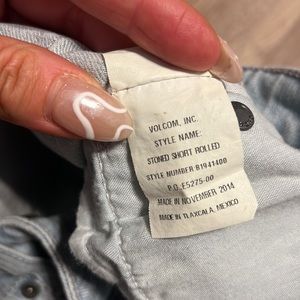 VOLCOM, INC.
STYLE NAME:
STONED SHORT ROLLED
STYLE NUMBER B1941400
P.O. E5275-00
MADE IN NOVEMBER 2014
MADE IN TLAXCALA, MEXICO